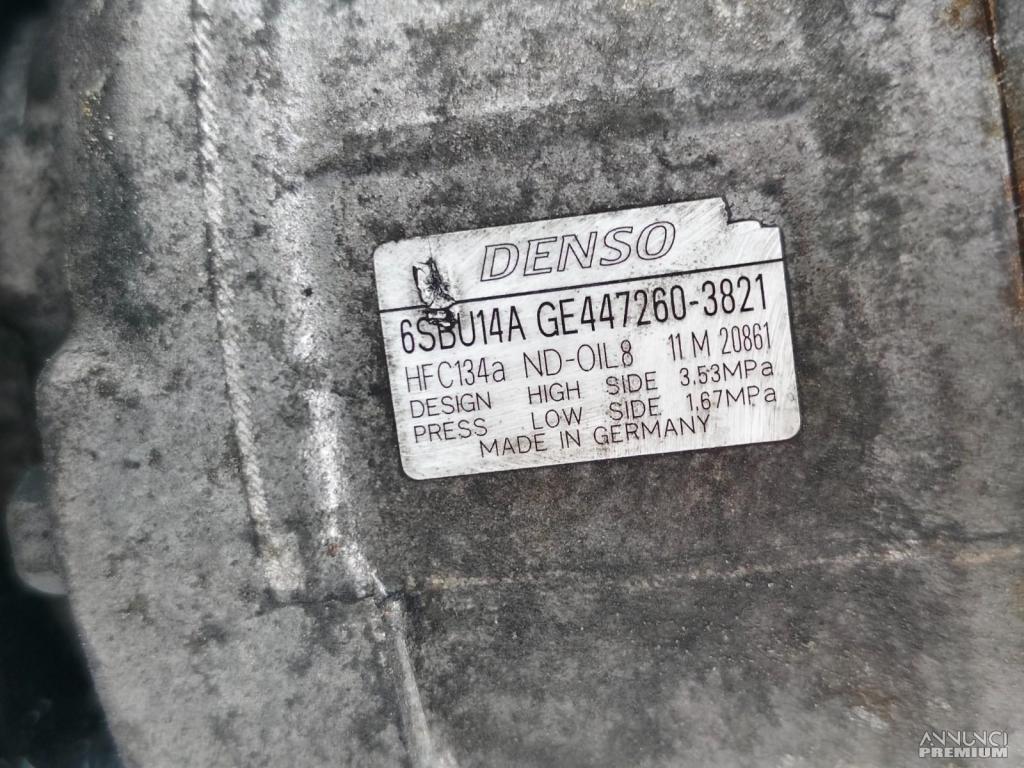 DENSO
6SBU14A GE447260-3821
HFC134a ND-OIL8 11 M 20861
DESIGN HIGH SIDE 3.53MPa
PRESS LOW SIDE 1.67MPa
MADE IN GERMANY
ANNUNCI
PREMIUM